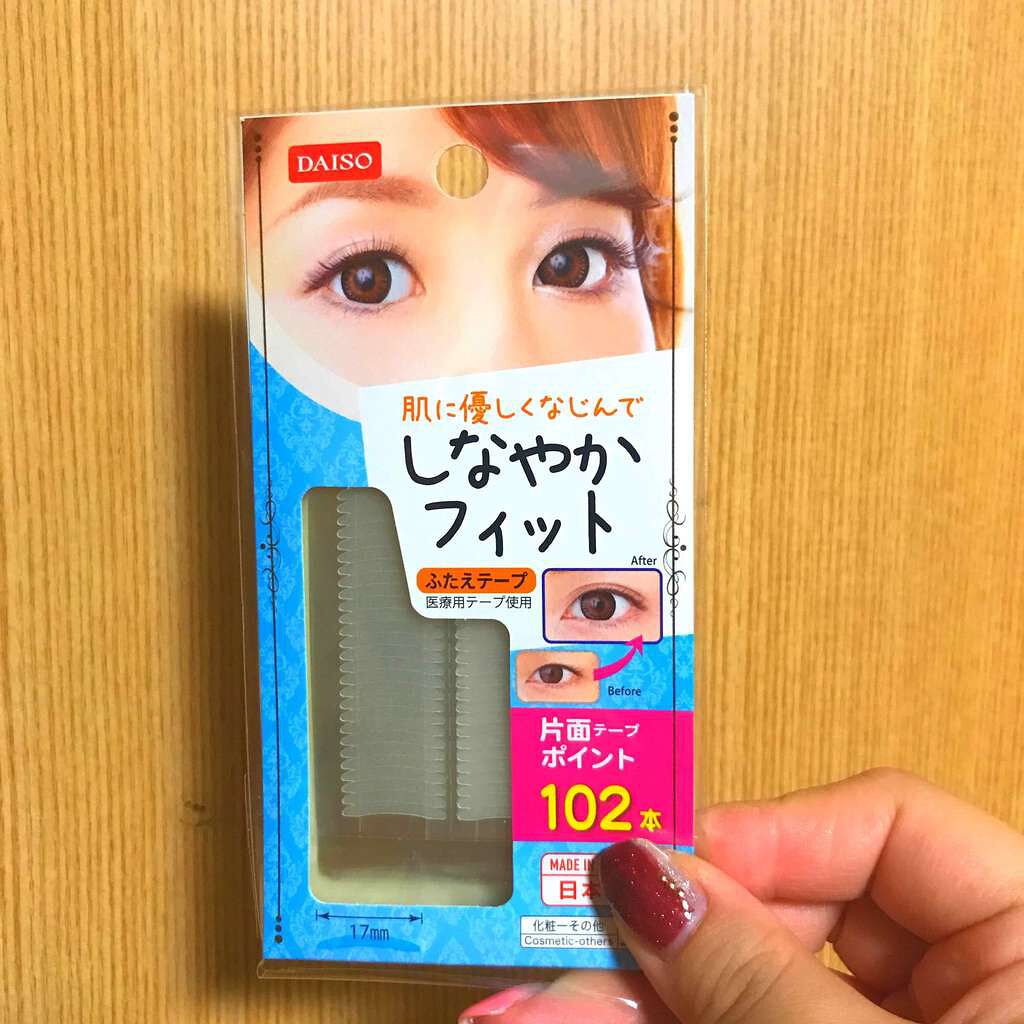 DAISO
肌に優しくなじんで
しなやか
フィット
ふたえテープ
医療用テープ使用
After
Before
片面テープ
ポイント
102本
MADE IN
日本
17mm
化粧ーその他
Cosmetic-others